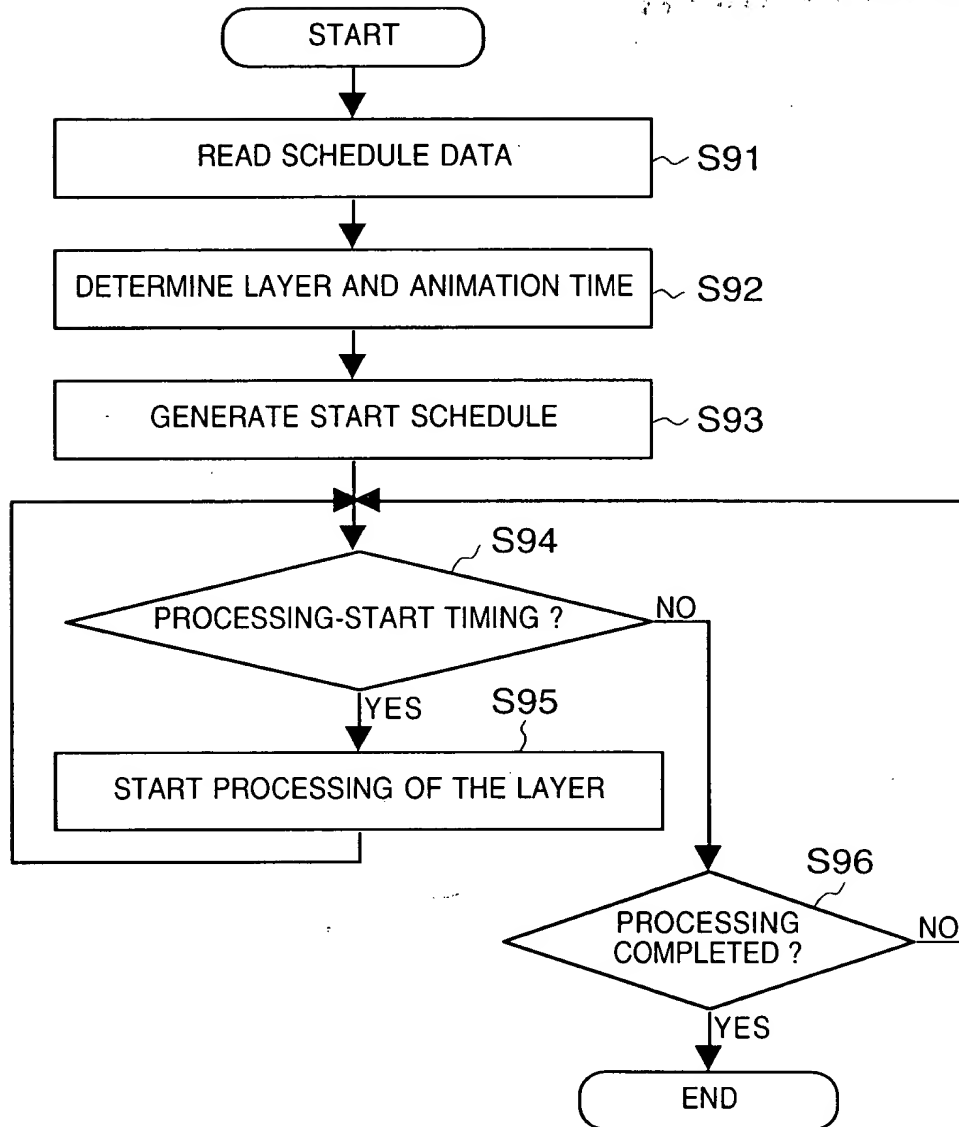 START
READ SCHEDULE DATA
S91
DETERMINE LAYER AND ANIMATION TIME
S92
GENERATE START SCHEDULE
S93
S94
PROCESSING-START TIMING ?
NO
YES
S95
START PROCESSING OF THE LAYER
S96
PROCESSING
COMPLETED ?
NO
YES
END